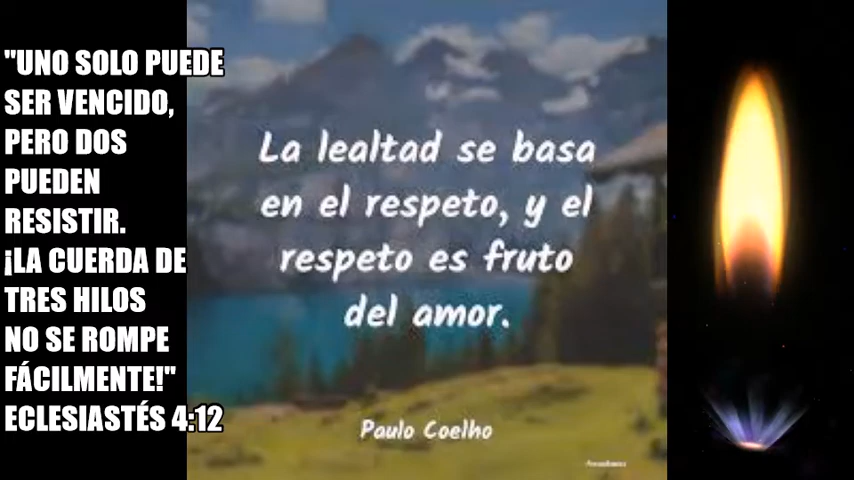 "UNO SOLO PUEDE
SER VENCIDO,
PERO DOS
PUEDEN
RESISTIR.
¡LA CUERDA DE
TRES HILOS
NO SE ROMPE
FÁCILMENTE!"
ECLESIASTÉS 4:12
La lealtad se basa
en el respeto, y el
respeto es fruto
del amor.
Paulo Coelho